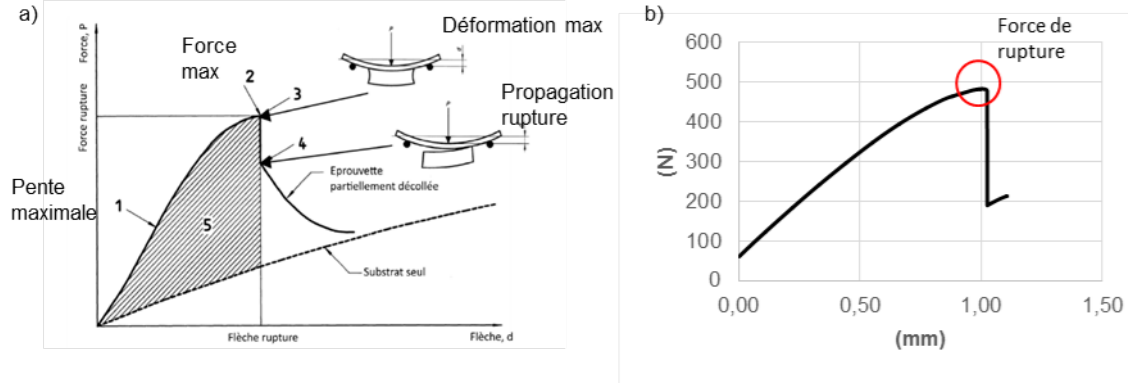 a)
Déformation max
Force
max
Force, P
2
3
P
Propagation
rupture
Force rupture
4
P
Eprouvette
partiellement décollée
Pente
maximale
1
5
Substrat seul
Flèche rupture
Flèche, d
b)
Force de
rupture
600
500
400
300
200
100
0
(N)
0,00
0,50
1,00
1,50
(mm)